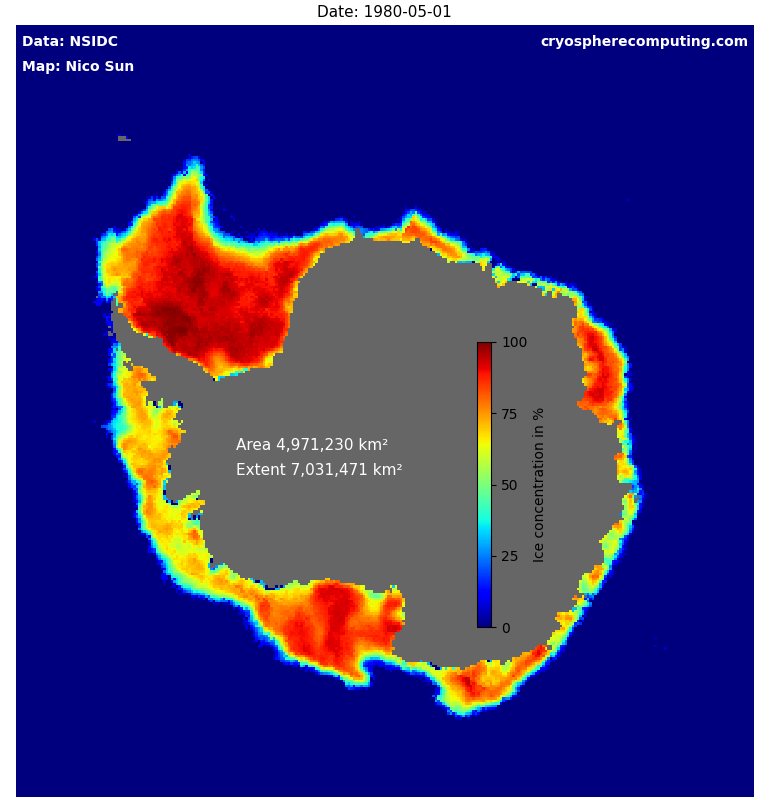 Date: 1980-05-01
Data: NSIDC
cryospherecomputing.com
Map: Nico Sun
100
75
50
25
0
Ice concentration in %
Area 4,971,230 km²
Extent 7,031,471 km²